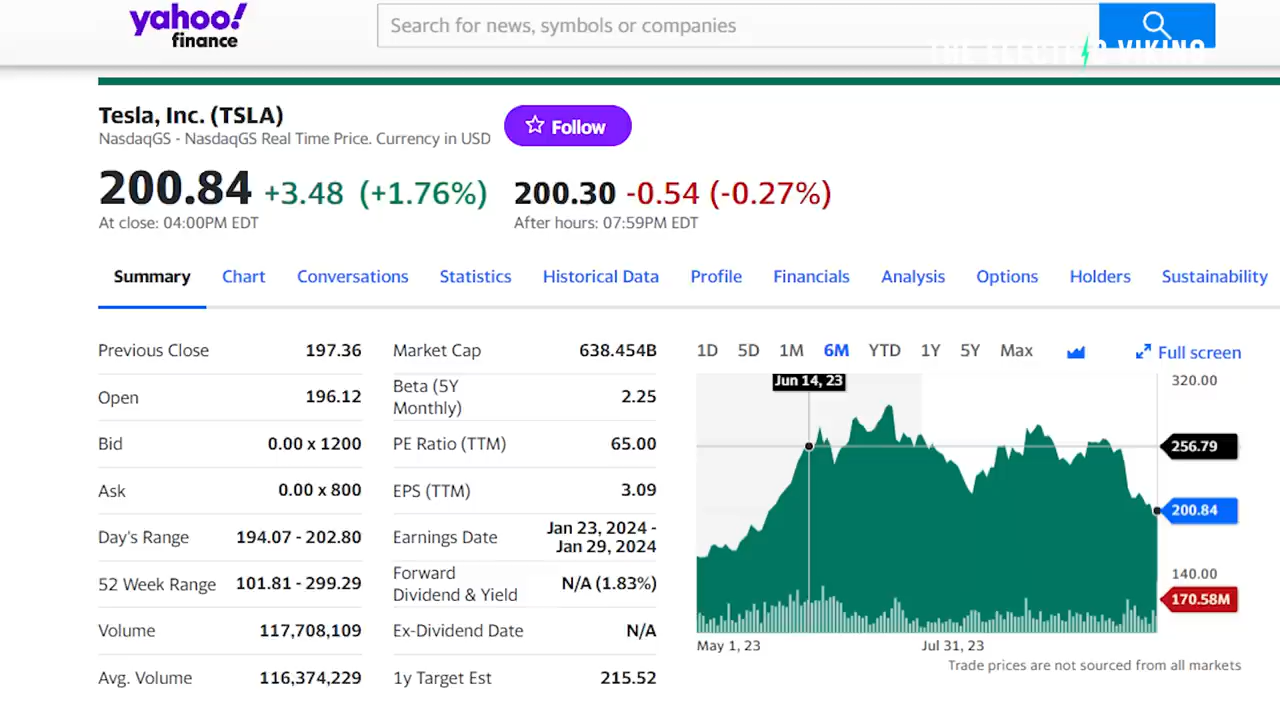 yahoo!
finance
Search for news, symbols or companies
THE ELECTRIC VIKING
Tesla, Inc. (TSLA)
NasdaqGS - NasdaqGS Real Time Price. Currency in USD
Follow
200.84 +3.48 (+1.76%) 200.30 -0.54 (-0.27%)
At close: 04:00PM EDT After hours: 07:59PM EDT
Summary Chart Conversations Statistics Historical Data Profile Financials Analysis Options Holders Sustainability
Previous Close 197.36
Open 196.12
Bid 0.00 x 1200
Ask 0.00 x 800
Day's Range 194.07 - 202.80
52 Week Range 101.81 - 299.29
Volume 117,708,109
Avg. Volume 116,374,229
Market Cap 638.454B
Beta (5Y
Monthly) 2.25
PE Ratio (TTM) 65.00
EPS (TTM) 3.09
Earnings Date Jan 23, 2024 -
Jan 29, 2024
Forward
Dividend & Yield N/A (1.83%)
Ex-Dividend Date N/A
1y Target Est 215.52
1D 5D 1M 6M YTD 1Y 5Y Max Full screen
Jun 14, 23
320.00
256.79
200.84
140.00
170.58M
May 1, 23 Jul 31, 23
Trade prices are not sourced from all markets